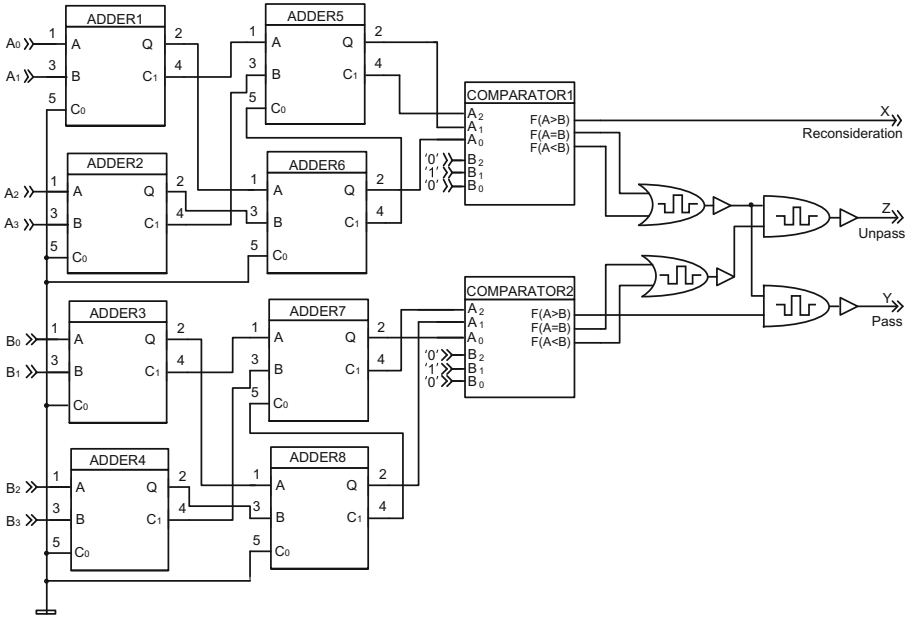 ADDER1
A0 1 A Q 2
A1 3 B C1 4
5 C0
ADDER5
1 A Q 2
3 B C1 4
5 C0
ADDER2
A2 1 A Q 2
A3 3 B C1 4
5 C0
ADDER6
1 A Q 2
3 B C1 4
5 C0
COMPARATOR1
A2 F(A>B)
A1 F(A=B)
A0 F(A<B)
'0' B2
'1' B1
'0' B0
X
Reconsideration
Z
Unpass
Y
Pass
ADDER3
B0 1 A Q 2
B1 3 B C1 4
5 C0
ADDER7
1 A Q 2
3 B C1 4
5 C0
COMPARATOR2
A2 F(A>B)
A1 F(A=B)
A0 F(A<B)
'0' B2
'1' B1
'0' B0
ADDER4
B2 1 A Q 2
B3 3 B C1 4
5 C0
ADDER8
1 A Q 2
3 B C1 4
5 C0